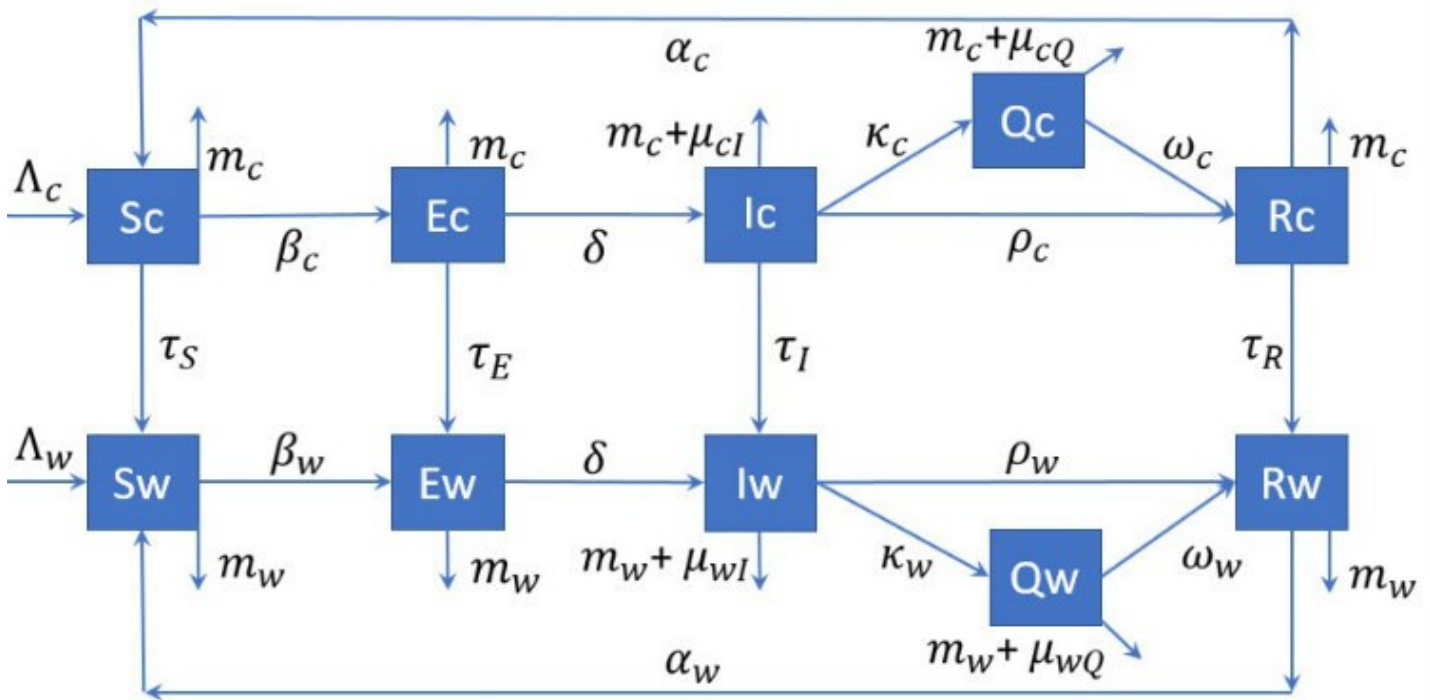 α_c
m_c+μ_cQ
Λ_c Sc m_c β_c Ec m_c δ m_c+μ_cI Ic κ_c Qc ω_c ρ_c Rc m_c
τ_S τ_E τ_I τ_R
Λ_w Sw β_w Ew δ Iw ρ_w Rw
m_w m_w m_w+ μ_wI κ_w Qw ω_w m_w
m_w+ μ_wQ
α_w